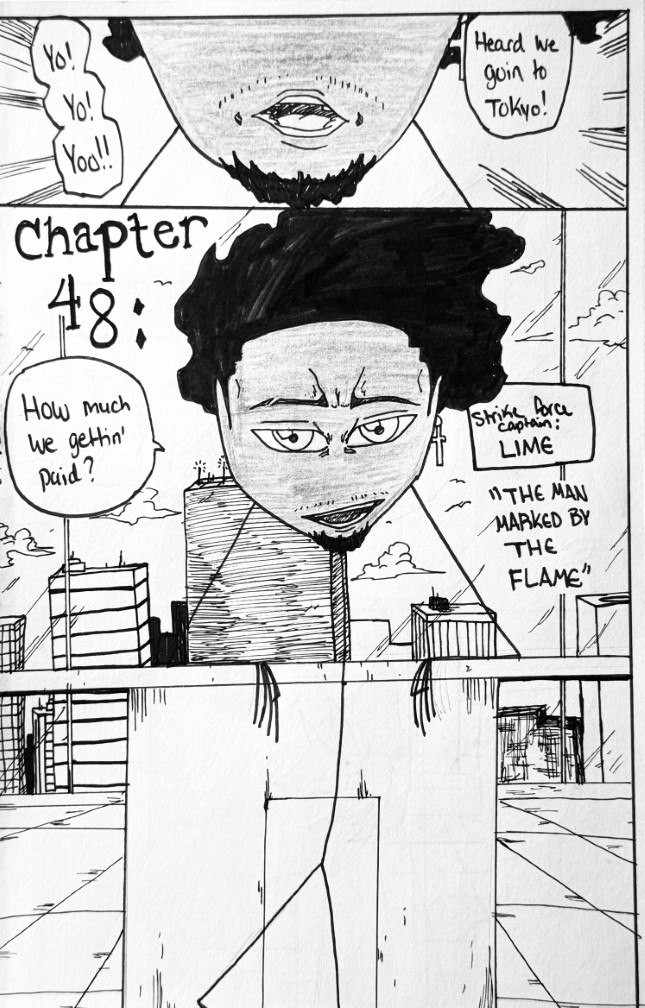 Yo!
Yo!
Yoo!!
Heard we
goin to
Tokyo!
Chapter
48:
How much
we gettin'
paid?
Strike Force
captain:
LIME
"THE MAN
MARKED BY
THE
FLAME"